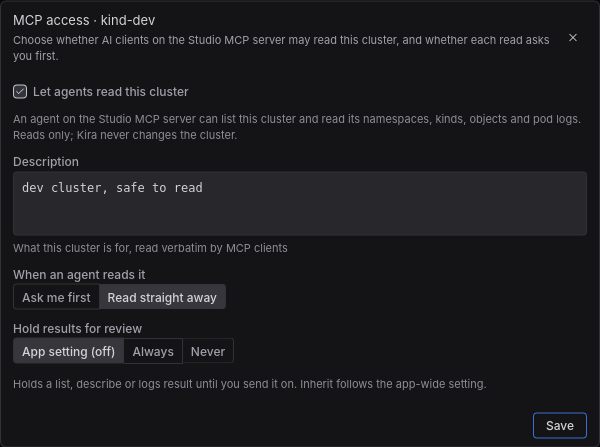 MCP access · kind-dev
Choose whether AI clients on the Studio MCP server may read this cluster, and whether each read asks
you first.
Let agents read this cluster
An agent on the Studio MCP server can list this cluster and read its namespaces, kinds, objects and pod logs.
Reads only; Kira never changes the cluster.
Description
dev cluster, safe to read
What this cluster is for, read verbatim by MCP clients
When an agent reads it
Ask me first Read straight away
Hold results for review
App setting (off) Always Never
Holds a list, describe or logs result until you send it on. Inherit follows the app-wide setting.
Save